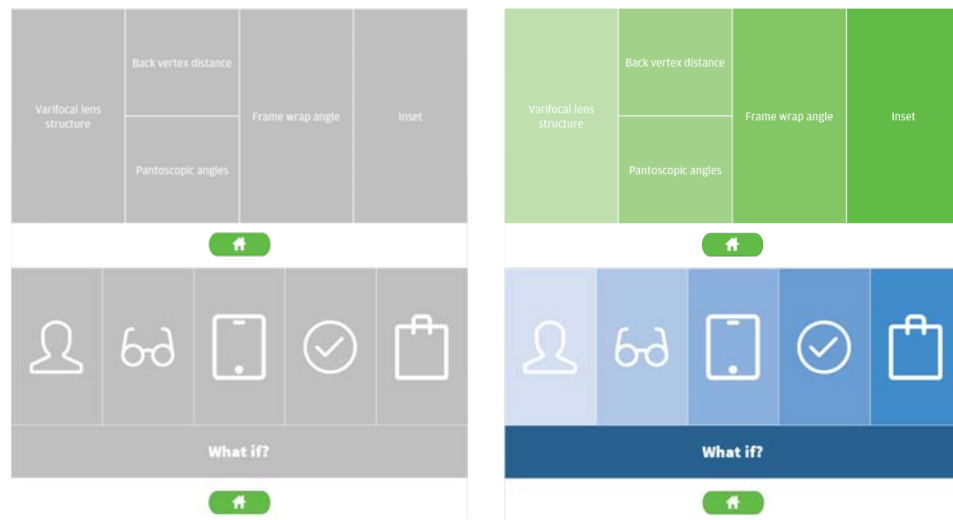 Back vertex distance
Varifocal lens
structure
Frame wrap angle
Inset
Pantoscopic angles
What if?
Back vertex distance
Varifocal lens
structure
Frame wrap angle
Inset
Pantoscopic angles
What if?